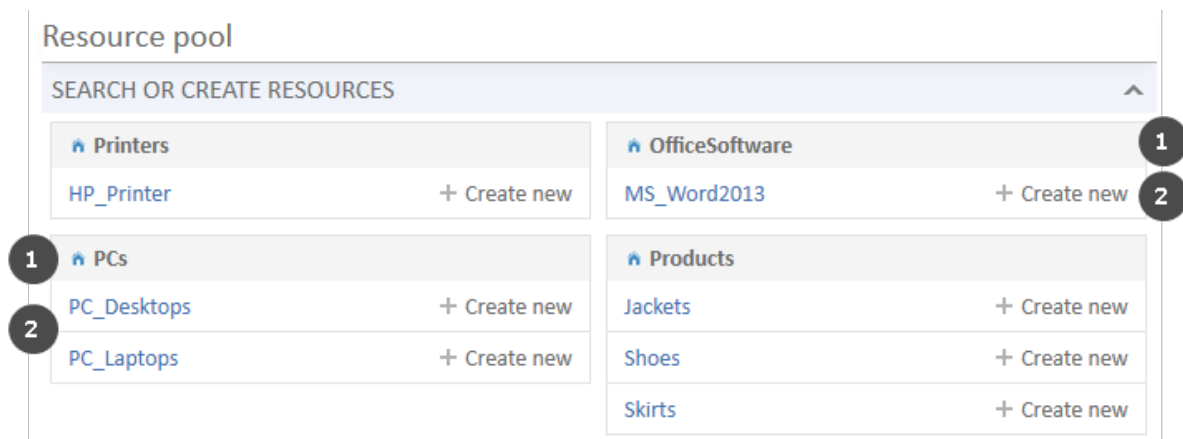 Resource pool
SEARCH OR CREATE RESOURCES
Printers
HP_Printer + Create new
OfficeSoftware 1
MS_Word2013 + Create new 2
1 PCs
PC_Desktops + Create new
2
PC_Laptops + Create new
Products
Jackets + Create new
Shoes + Create new
Skirts + Create new